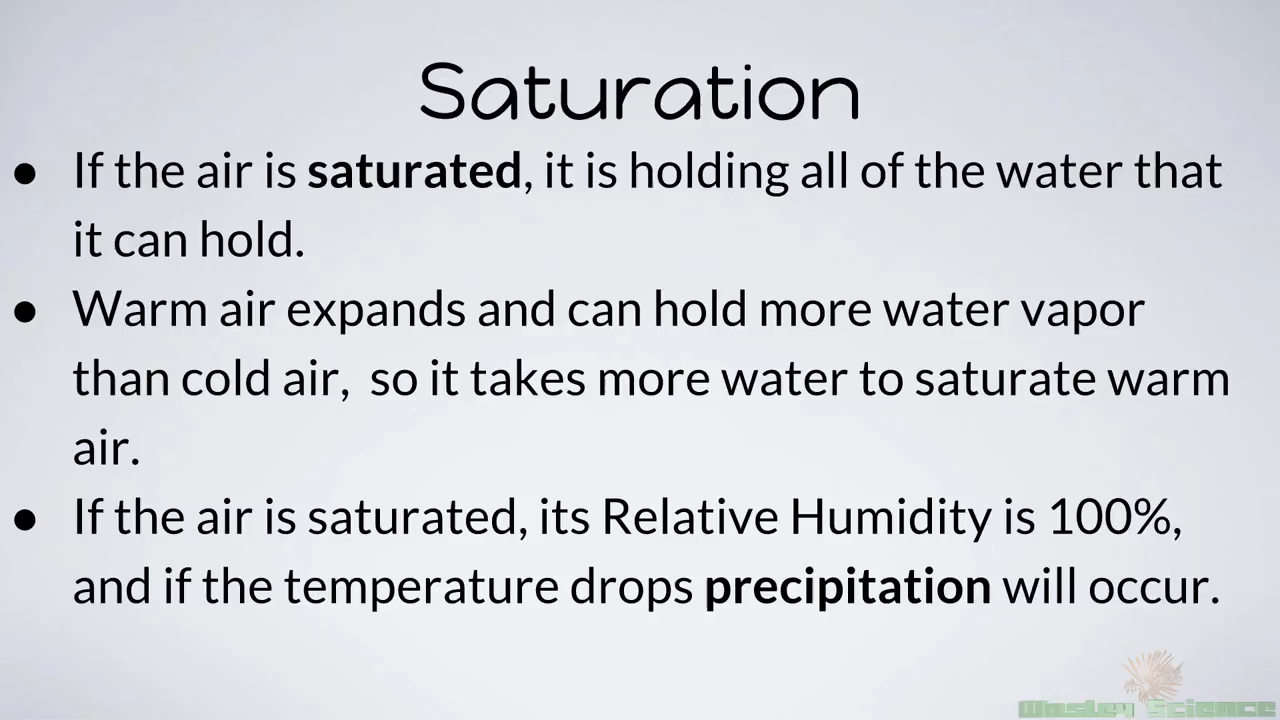 Saturation
● If the air is saturated, it is holding all of the water that
it can hold.
● Warm air expands and can hold more water vapor
than cold air,  so it takes more water to saturate warm
air.
● If the air is saturated, its Relative Humidity is 100%,
and if the temperature drops precipitation will occur.
Science